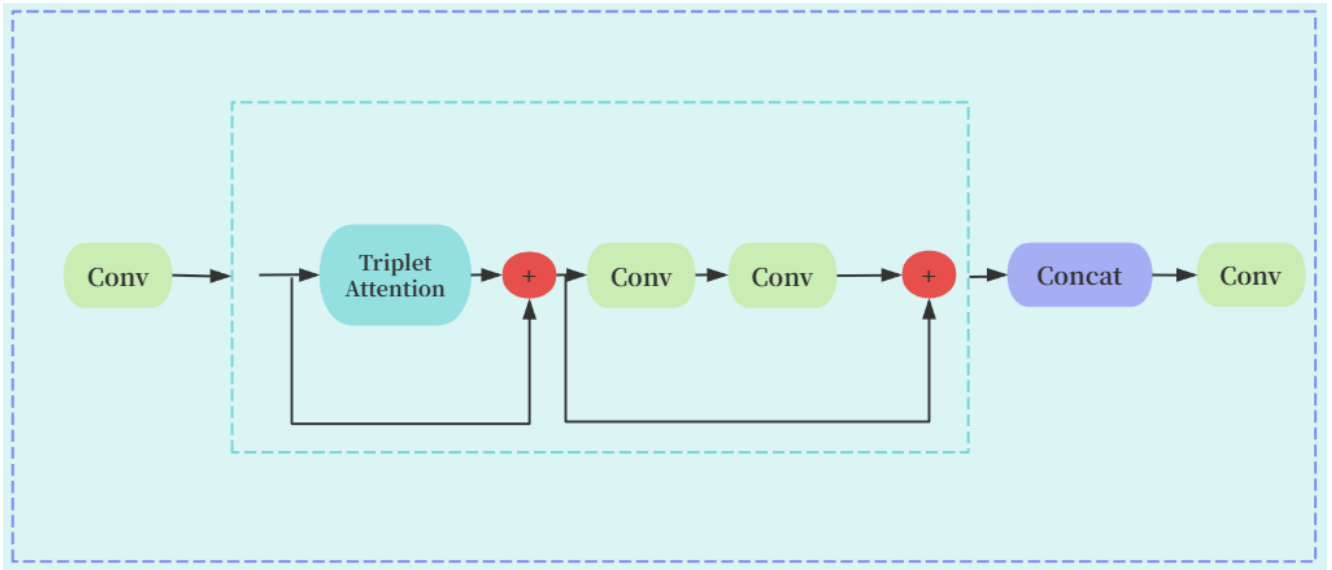 Conv
Triplet
Attention
+
Conv
Conv
+
Concat
Conv